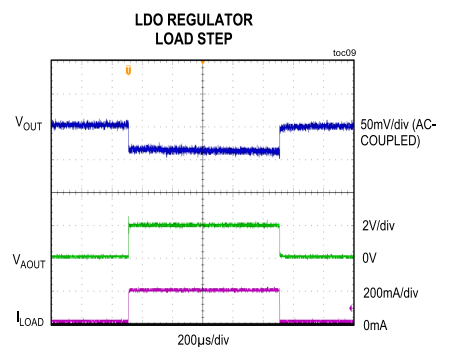 LDO REGULATOR
LOAD STEP
toc09
VOUT
50mV/div (AC-
COUPLED)
2V/div
VAOUT
0V
200mA/div
ILOAD
0mA
200µs/div